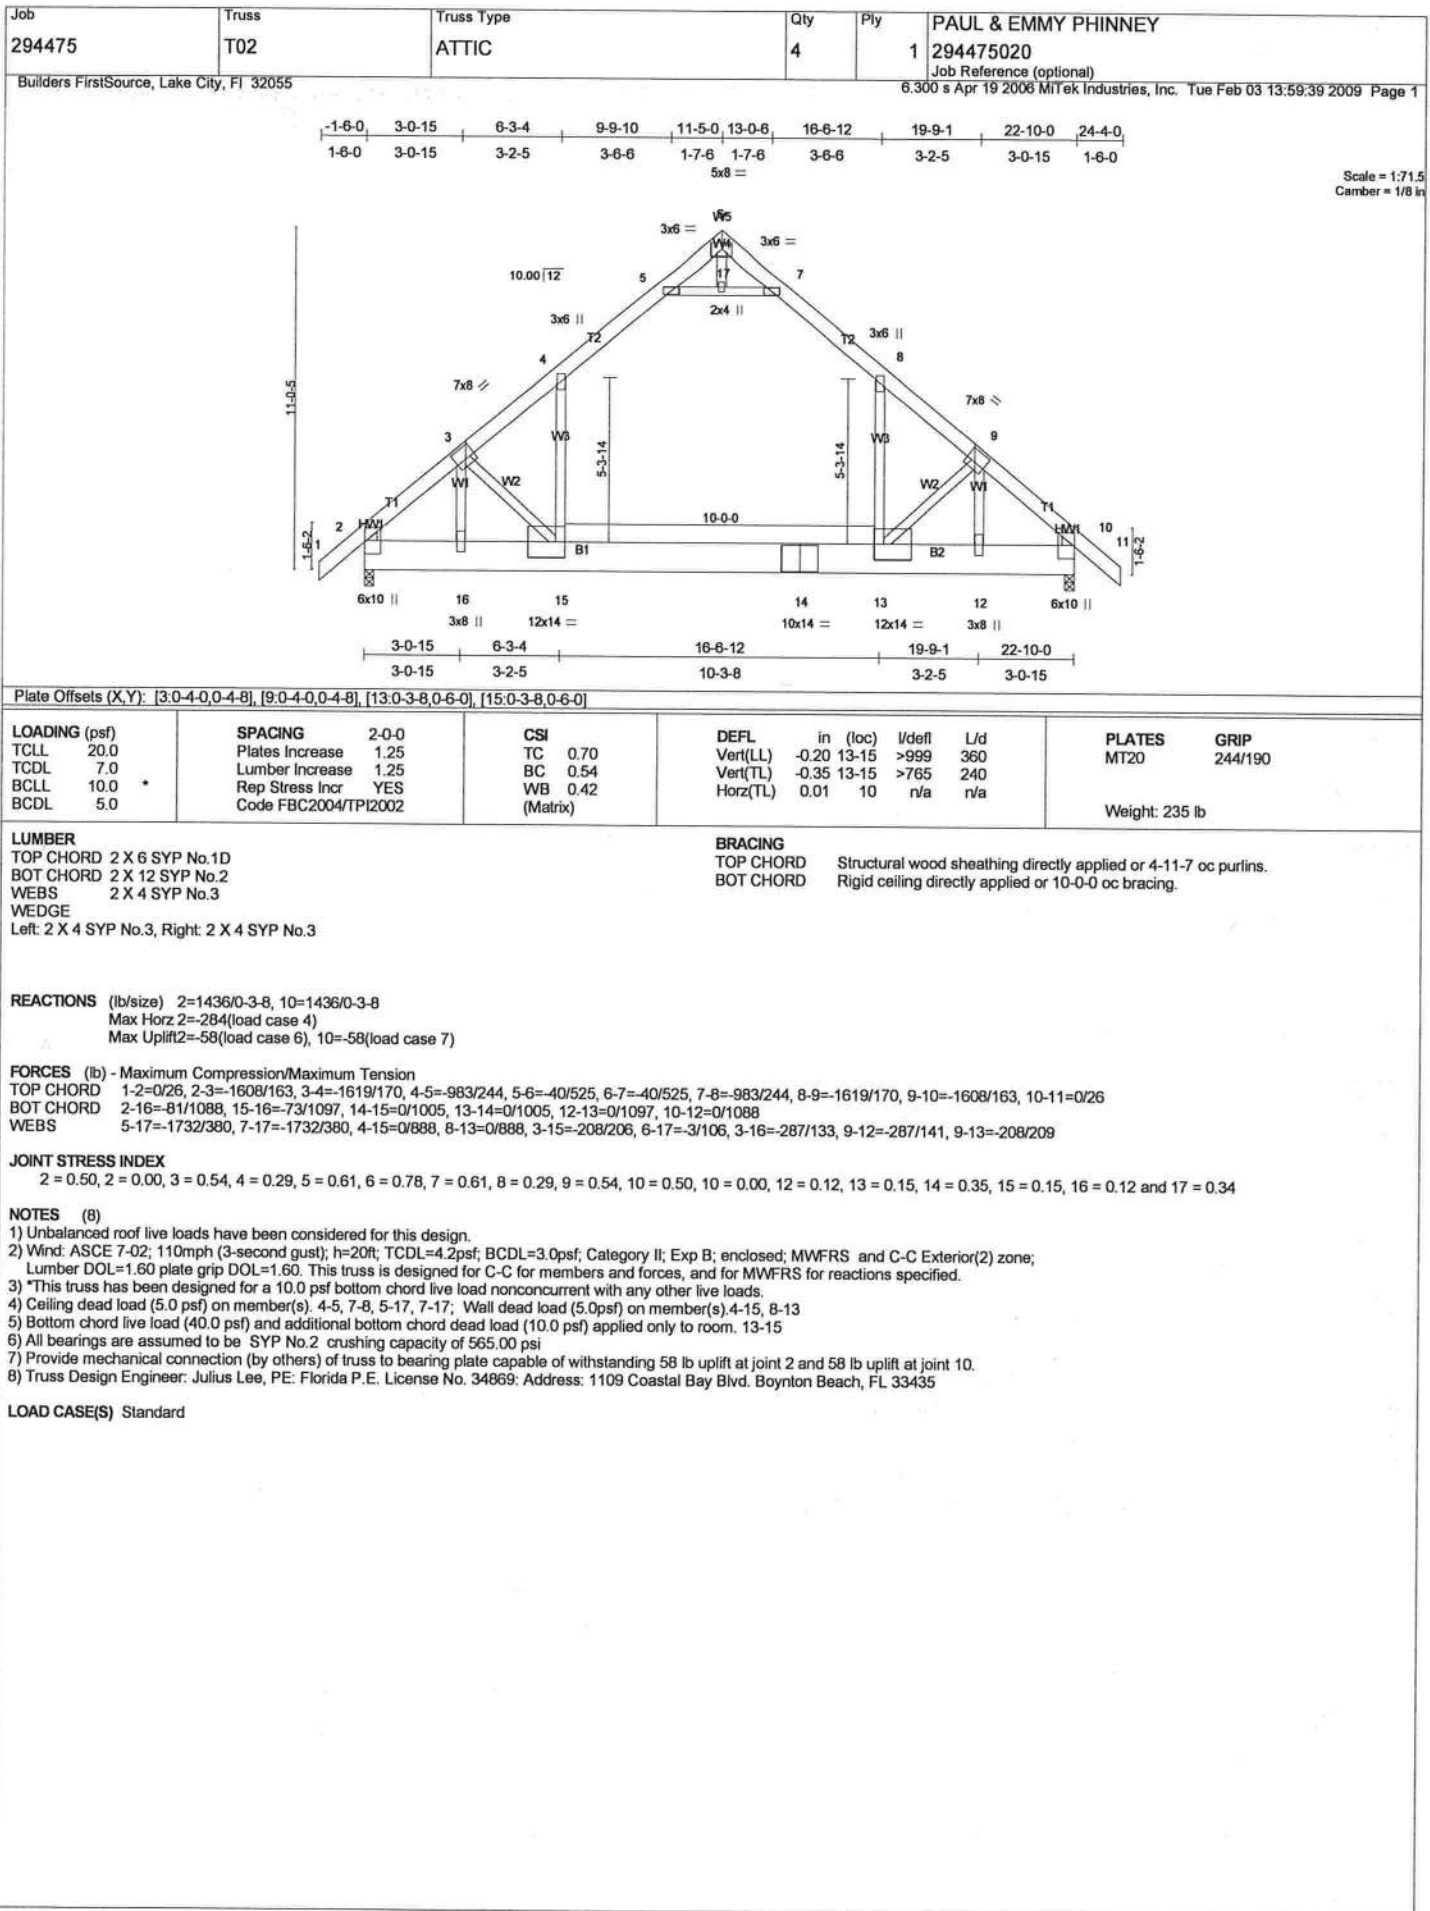 Job Truss Truss Type Qty Ply PAUL & EMMY PHINNEY
294475 T02 ATTIC 4 1 294475020
Job Reference (optional)
Builders FirstSource, Lake City, Fl 32055 6.300 s Apr 19 2006 MiTek Industries, Inc. Tue Feb 03 13:59:39 2009 Page 1
-1-6-0 3-0-15 6-3-4 9-9-10 11-5-0 13-0-6 16-6-12 19-9-1 22-10-0 24-4-0
1-6-0 3-0-15 3-2-5 3-6-6 1-7-6 1-7-6 3-6-6 3-2-5 3-0-15 1-6-0
5x8 =
Scale = 1:71.5
Camber = 1/8 in
W5
3x6 = W4 3x6 =
10.00 12 5 17 7
2x4 ||
3x6 || T2 T2 3x6 ||
4 8
7x8 7x8
11-0-5
3 W3 5-3-14 5-3-14 W3 9
W1 W2 W2 W1
T1 T1
10-0-0
1-6-2 1 2 HW1 HW1 10 11 1-6-2
B1 B2
6x10 || 16 15 14 13 12 6x10 ||
3x8 || 12x14 = 10x14 = 12x14 = 3x8 ||
3-0-15 6-3-4 16-6-12 19-9-1 22-10-0
3-0-15 3-2-5 10-3-8 3-2-5 3-0-15
Plate Offsets (X,Y): [3:0-4-0,0-4-8], [9:0-4-0,0-4-8], [13:0-3-8,0-6-0], [15:0-3-8,0-6-0]
LOADING (psf) SPACING 2-0-0 CSI DEFL in (loc) l/defl L/d PLATES GRIP
TCLL 20.0 Plates Increase 1.25 TC 0.70 Vert(LL) -0.20 13-15 >999 360 MT20 244/190
TCDL 7.0 Lumber Increase 1.25 BC 0.54 Vert(TL) -0.35 13-15 >765 240
BCLL 10.0 * Rep Stress Incr YES WB 0.42 Horz(TL) 0.01 10 n/a n/a
BCDL 5.0 Code FBC2004/TPI2002 (Matrix) Weight: 235 lb
LUMBER
TOP CHORD 2 X 6 SYP No.1D
BOT CHORD 2 X 12 SYP No.2
WEBS 2 X 4 SYP No.3
WEDGE
Left: 2 X 4 SYP No.3, Right: 2 X 4 SYP No.3
BRACING
TOP CHORD Structural wood sheathing directly applied or 4-11-7 oc purlins.
BOT CHORD Rigid ceiling directly applied or 10-0-0 oc bracing.
REACTIONS (lb/size) 2=1436/0-3-8, 10=1436/0-3-8
Max Horz 2=-284(load case 4)
Max Uplift2=-58(load case 6), 10=-58(load case 7)
FORCES (lb) - Maximum Compression/Maximum Tension
TOP CHORD 1-2=0/26, 2-3=-1608/163, 3-4=-1619/170, 4-5=-983/244, 5-6=-40/525, 6-7=-40/525, 7-8=-983/244, 8-9=-1619/170, 9-10=-1608/163, 10-11=0/26
BOT CHORD 2-16=-81/1088, 15-16=-73/1097, 14-15=0/1005, 13-14=0/1005, 12-13=0/1097, 10-12=0/1088
WEBS 5-17=-1732/380, 7-17=-1732/380, 4-15=0/888, 8-13=0/888, 3-15=-208/206, 6-17=-3/106, 3-16=-287/133, 9-12=-287/141, 9-13=-208/209
JOINT STRESS INDEX
2 = 0.50, 2 = 0.00, 3 = 0.54, 4 = 0.29, 5 = 0.61, 6 = 0.78, 7 = 0.61, 8 = 0.29, 9 = 0.54, 10 = 0.50, 10 = 0.00, 12 = 0.12, 13 = 0.15, 14 = 0.35, 15 = 0.15, 16 = 0.12 and 17 = 0.34
NOTES (8)
1) Unbalanced roof live loads have been considered for this design.
2) Wind: ASCE 7-02; 110mph (3-second gust); h=20ft; TCDL=4.2psf; BCDL=3.0psf; Category II; Exp B; enclosed; MWFRS and C-C Exterior(2) zone;
Lumber DOL=1.60 plate grip DOL=1.60. This truss is designed for C-C for members and forces, and for MWFRS for reactions specified.
3) *This truss has been designed for a 10.0 psf bottom chord live load nonconcurrent with any other live loads.
4) Ceiling dead load (5.0 psf) on member(s). 4-5, 7-8, 5-17, 7-17; Wall dead load (5.0psf) on member(s).4-15, 8-13
5) Bottom chord live load (40.0 psf) and additional bottom chord dead load (10.0 psf) applied only to room. 13-15
6) All bearings are assumed to be SYP No.2 crushing capacity of 565.00 psi
7) Provide mechanical connection (by others) of truss to bearing plate capable of withstanding 58 lb uplift at joint 2 and 58 lb uplift at joint 10.
8) Truss Design Engineer: Julius Lee, PE: Florida P.E. License No. 34869: Address: 1109 Coastal Bay Blvd. Boynton Beach, FL 33435
LOAD CASE(S) Standard